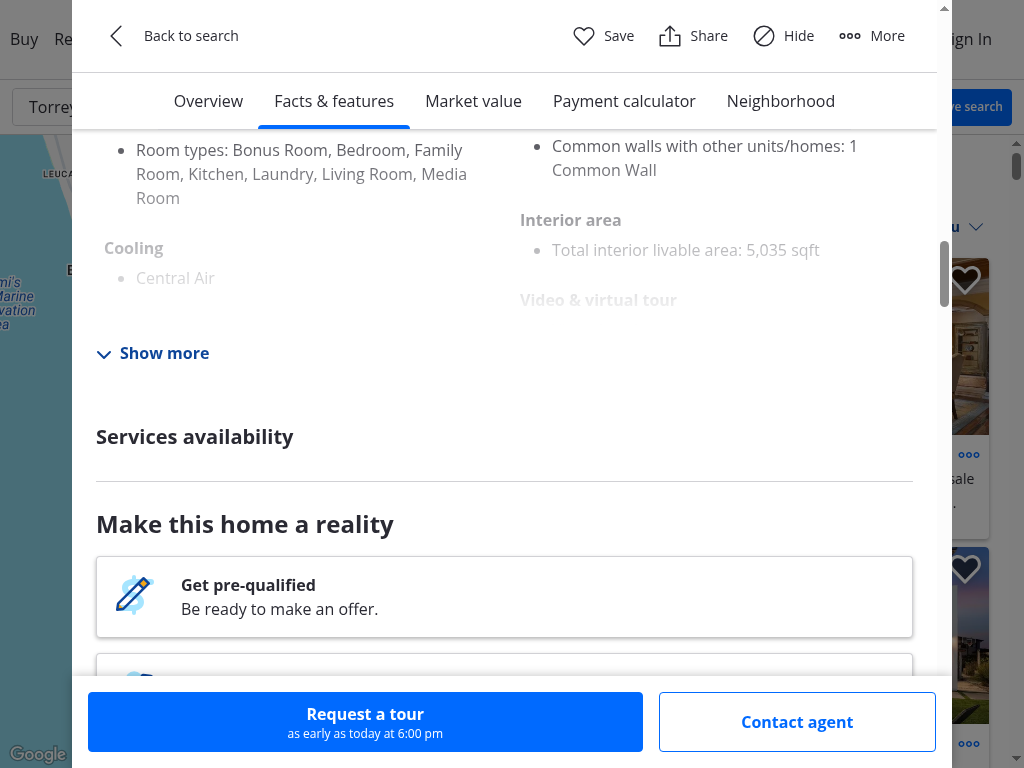 Back to search
Save
Share
Hide
More
Buy
Re
ign In
Torrey
ve search
Overview
Facts & features
Market value
Payment calculator
Neighborhood
Room types: Bonus Room, Bedroom, Family
Room, Kitchen, Laundry, Living Room, Media
Room
Cooling
Central Air
Common walls with other units/homes: 1
Common Wall
Interior area
Total interior livable area: 5,035 sqft
Video & virtual tour
Show more
Services availability
Make this home a reality
Get pre-qualified
Be ready to make an offer.
Request a tour
as early as today at 6:00 pm
Contact agent
LEUCA
mi's
Marine
vation
ea
u
sale
Google